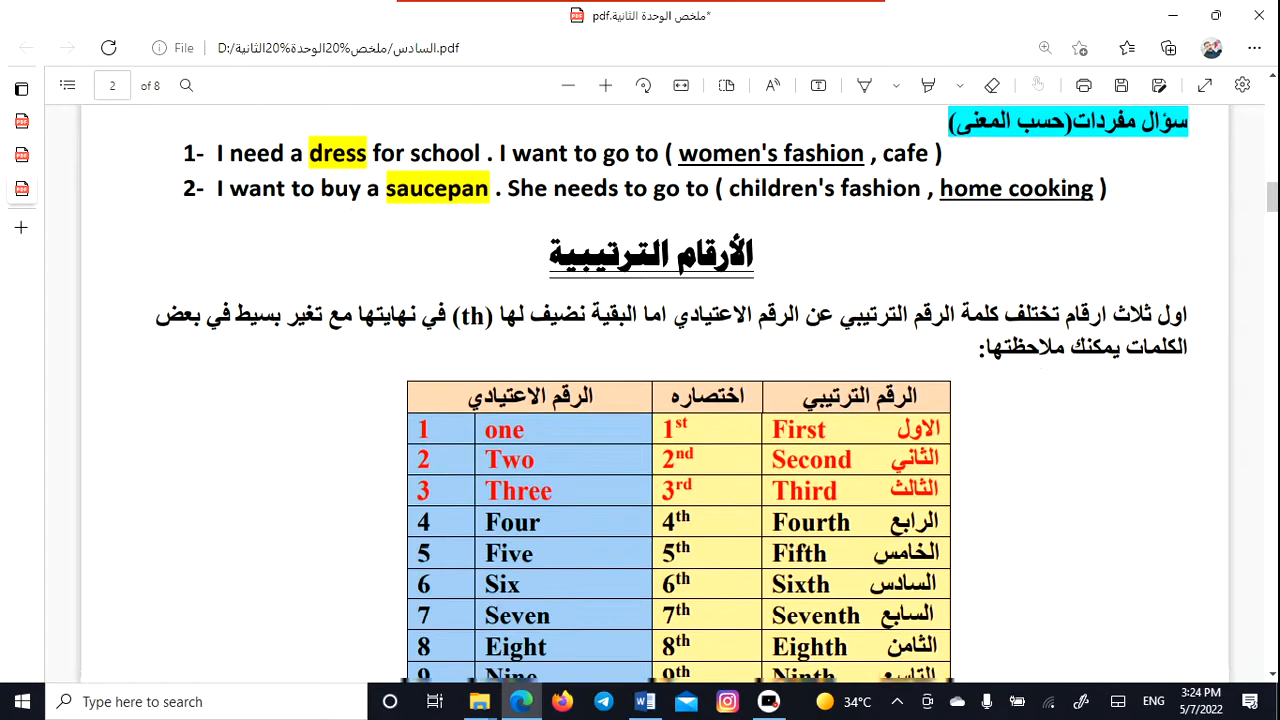 *ملخص الوحدة الثانية.pdf
File D:/السادس/ملخص%20الوحدة%20الثانية.pdf
2 of 8
سؤال مفردات(حسب المعنى)
1- I need a dress for school . I want to go to ( women's fashion , cafe )
2- I want to buy a saucepan . She needs to go to ( children's fashion , home cooking )
الأرقام الترتيبية
اول ثلاث ارقام تختلف كلمة الرقم الترتيبي عن الرقم الاعتيادي اما البقية نضيف لها (th) في نهايتها مع تغير بسيط في بعض
الكلمات يمكنك ملاحظتها:
الرقم الاعتيادي اختصاره الرقم الترتيبي
1 one 1st First الاول
2 Two 2nd Second الثاني
3 Three 3rd Third الثالث
4 Four 4th Fourth الرابع
5 Five 5th Fifth الخامس
6 Six 6th Sixth السادس
7 Seven 7th Seventh السابع
8 Eight 8th Eighth الثامن
9 Nine 9th Ninth التاسع
Type here to search 34°C ENG 3:24 PM
5/7/2022